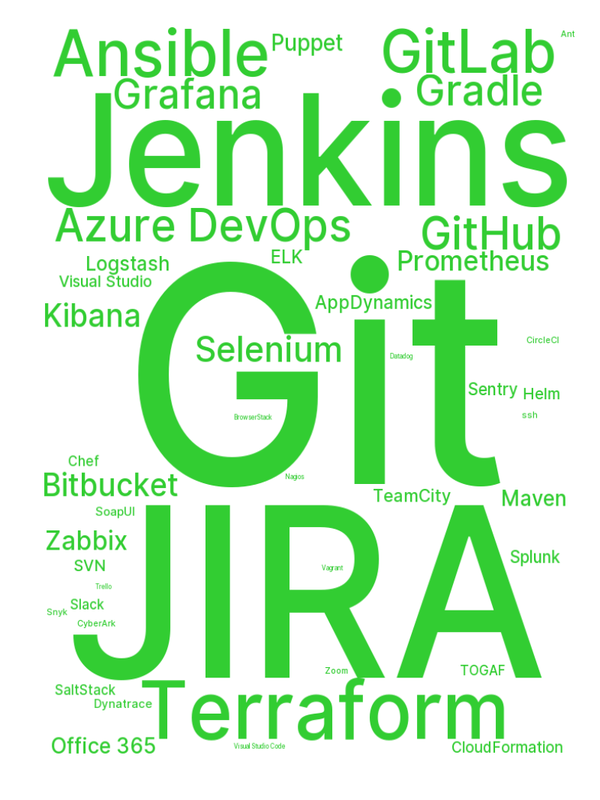 Ansible
Puppet
GitLab
Ant
Grafana
Gradle
Jenkins
Azure DevOps
GitHub
Logstash
ELK
Prometheus
Visual Studio
AppDynamics
Kibana
Git
Selenium
CircleCI
Datadog
Sentry
Helm
BrowserStack
ssh
Chef
Nagios
Bitbucket
TeamCity
Maven
SoapUI
JIRA
Zabbix
Splunk
SVN
Vagrant
Trello
Slack
Snyk
CyberArk
Zoom
TOGAF
SaltStack
Dynatrace
Terraform
Office 365
Visual Studio Code
CloudFormation